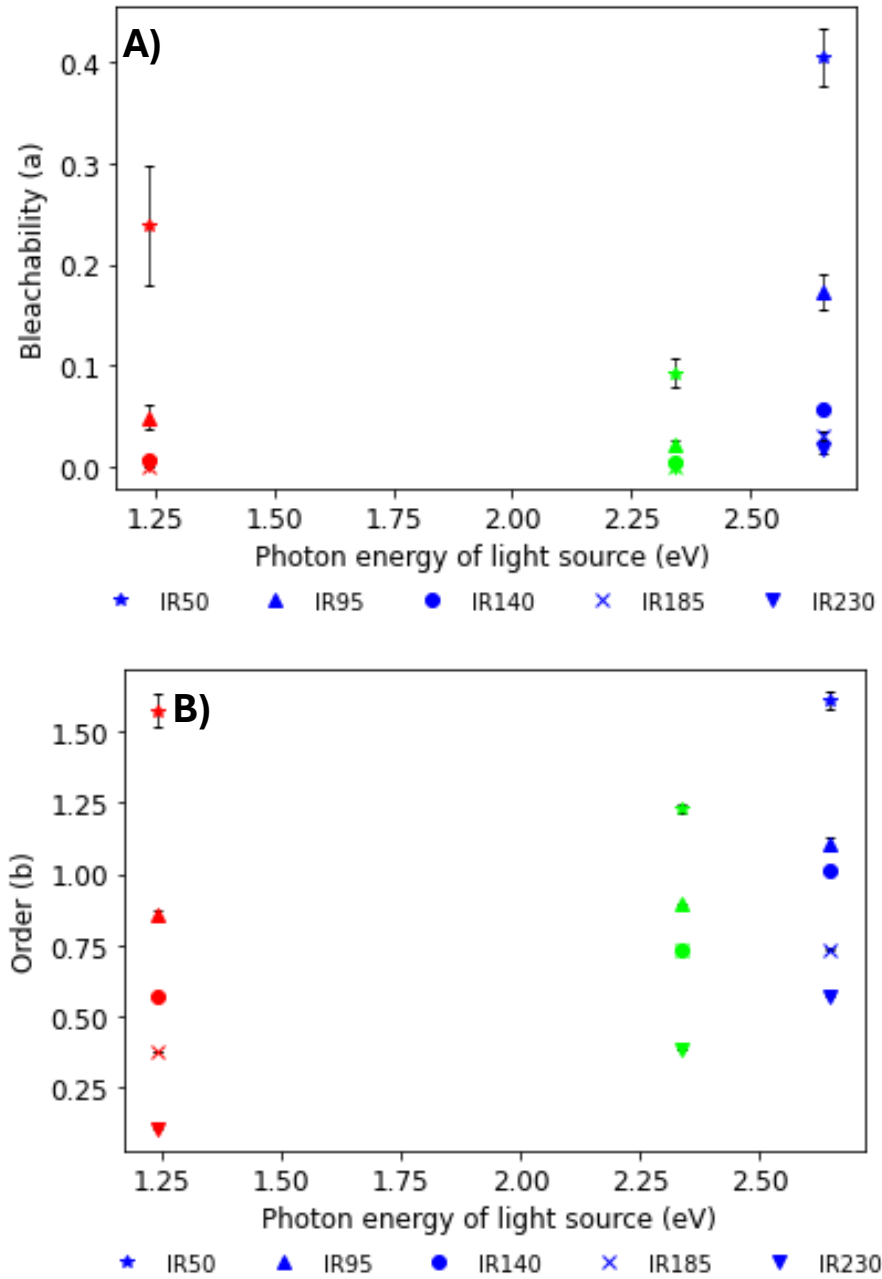 A)
0.4
0.3
0.2
0.1
0.0
Bleachability (a)
1.25 1.50 1.75 2.00 2.25 2.50
Photon energy of light source (eV)
IR50 IR95 IR140 IR185 IR230
B)
1.50
1.25
1.00
0.75
0.50
0.25
Order (b)
1.25 1.50 1.75 2.00 2.25 2.50
Photon energy of light source (eV)
IR50 IR95 IR140 IR185 IR230